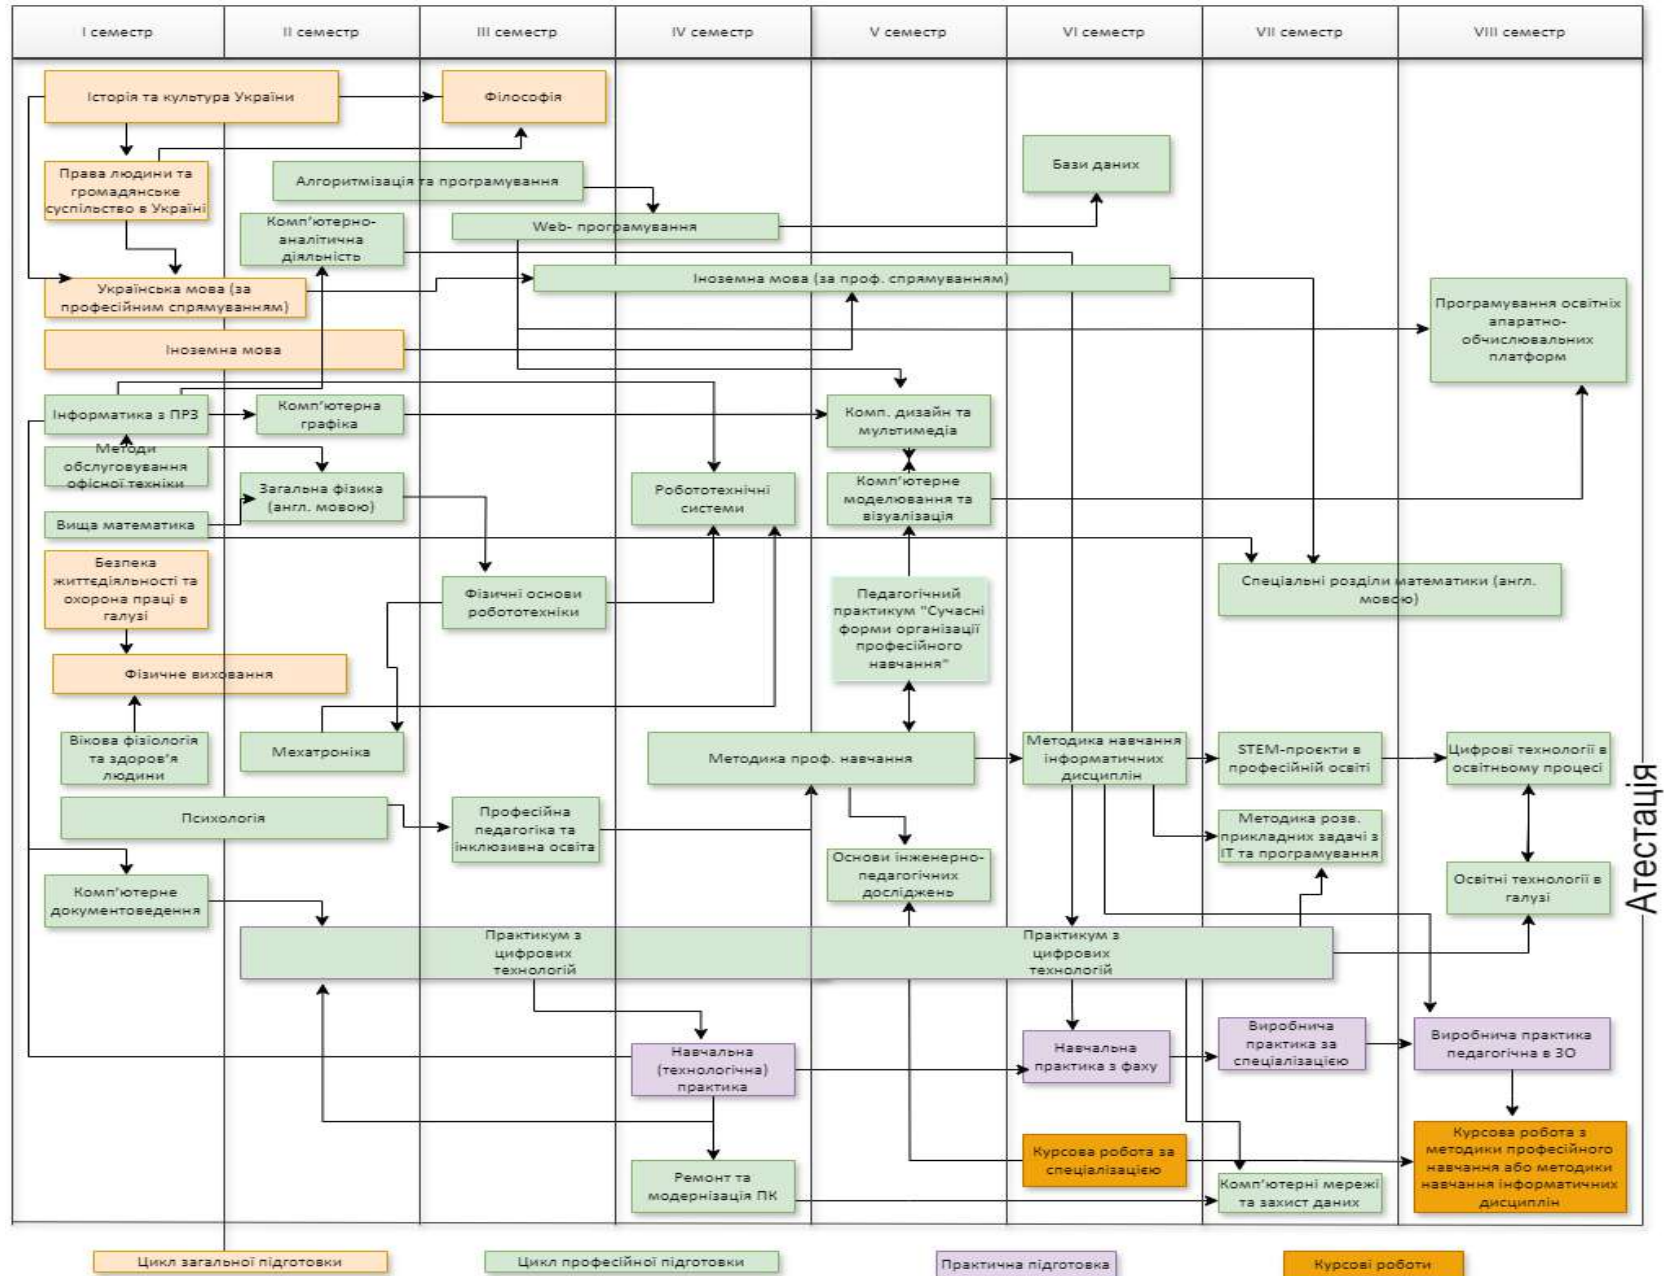 І семестр
ІІ семестр
ІІІ семестр
IV семестр
V семестр
VI семестр
VII семестр
VIII семестр
Історія та культура України
Філософія
Права людини та
громадянське
суспільство в Україні
Алгоритмізація та програмування
Бази даних
Комп'ютерно-
аналітична
діяльність
Web- програмування
Українська мова (за
професійним спрямуванням)
Іноземна мова (за проф. спрямуванням)
Програмування освітніх
апаратно-
обчислювальних
платформ
Іноземна мова
Інформатика з ПРЗ
Комп'ютерна
графіка
Комп. дизайн та
мультимедіа
Методи
обслуговування
офісної техніки
Загальна фізика
(англ. мовою)
Робототехнічні
системи
Комп'ютерне
моделювання та
візуалізація
Вища математика
Безпека
життєдіяльності та
охорона праці в
галузі
Фізичні основи
робототехніки
Педагогічний
практикум "Сучасні
форми організації
професійного
навчання"
Спеціальні розділи математики (англ.
мовою)
Фізичне виховання
Вікова фізіологія
та здоров'я
людини
Мехатроніка
Методика проф. навчання
Методика навчання
інформатичних
дисциплін
STEM-проєкти в
професійній освіті
Цифрові технології в
освітньому процесі
Психологія
Професійна
педагогіка та
інклюзивна освіта
Основи інженерно-
педагогічних
досліджень
Методика розв.
прикладних задачі з
ІТ та програмування
Комп'ютерне
документоведення
Освітні технології в
галузі
Атестація
Практикум з
цифрових
технологій
Практикум з
цифрових
технологій
Навчальна
(технологічна)
практика
Навчальна
практика з фаху
Виробнича
практика за
спеціалізацією
Виробнича практика
педагогічна в ЗО
Ремонт та
модернізація ПК
Курсова робота за
спеціалізацією
Комп'ютерні мережі
та захист даних
Курсова робота з
методики професійного
навчання або методики
навчання інформатичних
дисциплін
Цикл загальної підготовки
Цикл професійної підготовки
Практична підготовка
Курсові роботи